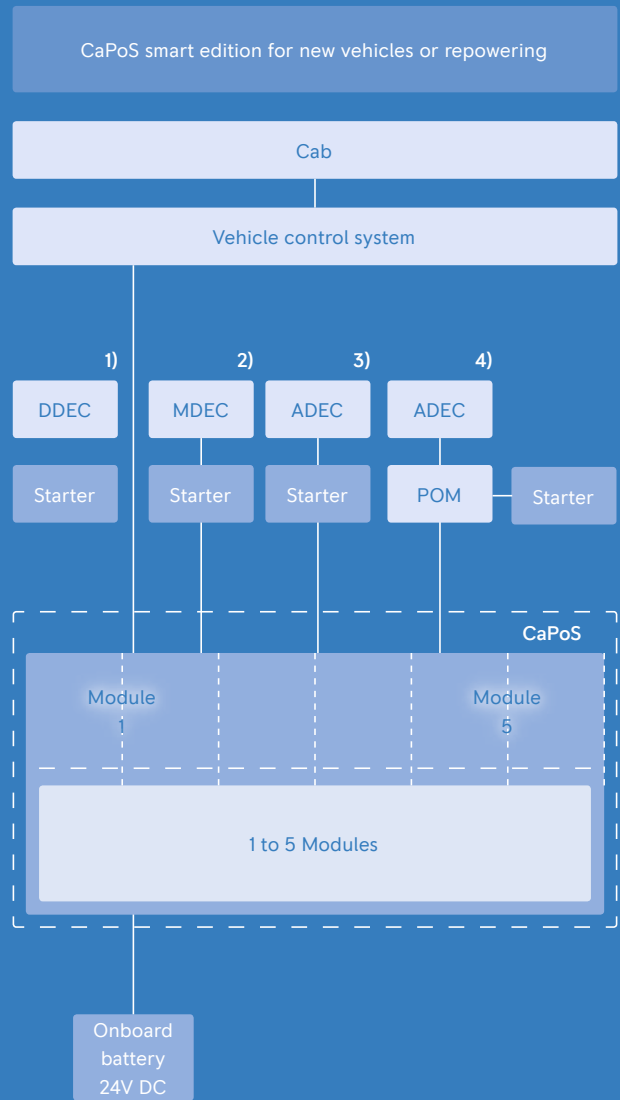 CaPoS smart edition for new vehicles or repowering
Cab
Vehicle control system
1) 2) 3) 4)
DDEC MDEC ADEC ADEC
Starter Starter Starter POM Starter
CaPoS
Module Module
1 5
1 to 5 Modules
Onboard
battery
24V DC